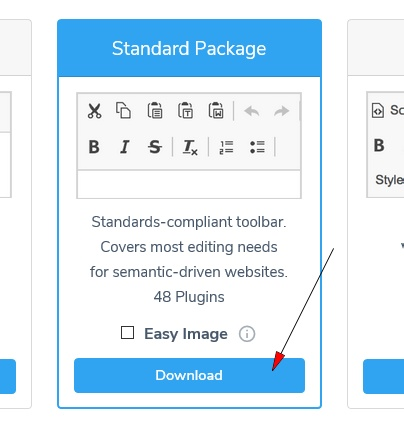 Standard Package
B I S Tx
Standards-compliant toolbar.
Covers most editing needs
for semantic-driven websites.
48 Plugins
Easy Image
Download
B
Style